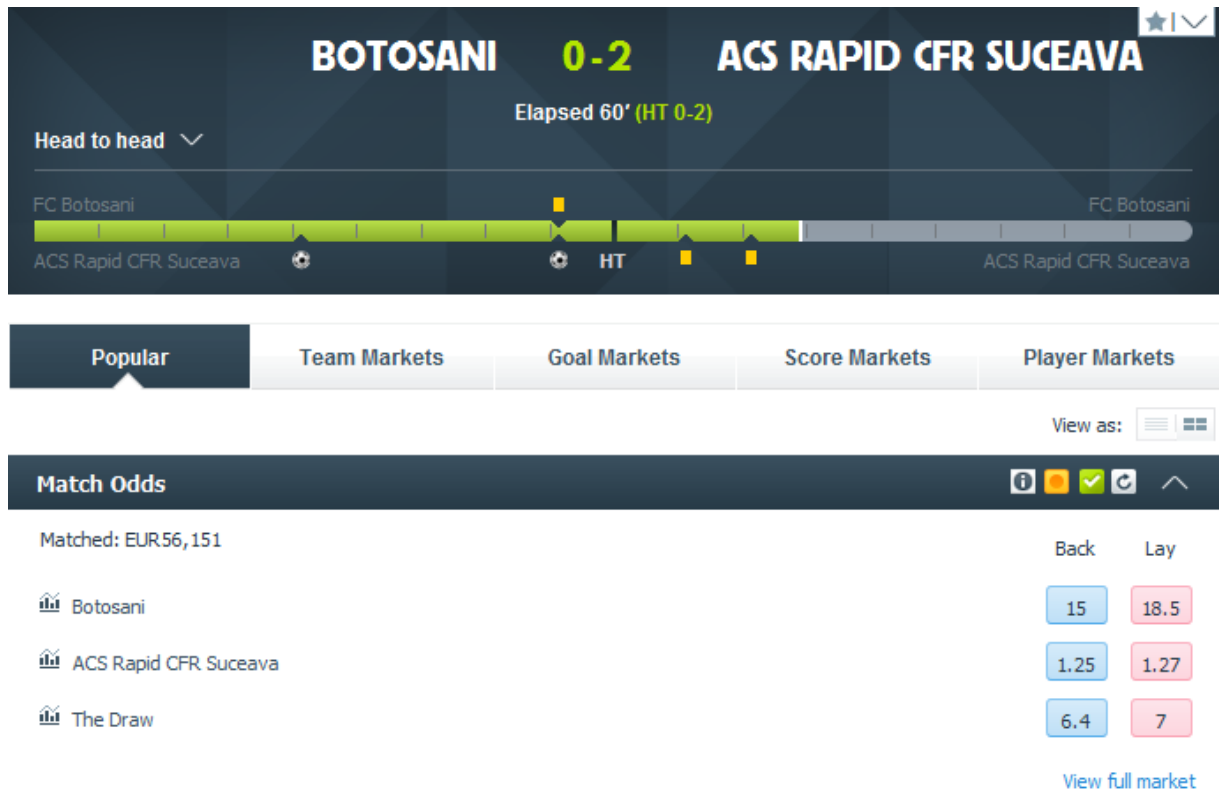 BOTOSANI 0-2 ACS RAPID CFR SUCEAVA
Elapsed 60' (HT 0-2)
Head to head
FC Botosani FC Botosani
ACS Rapid CFR Suceava HT ACS Rapid CFR Suceava
Popular Team Markets Goal Markets Score Markets Player Markets
View as:
Match Odds
Matched: EUR56,151
Back Lay
Botosani 15 18.5
ACS Rapid CFR Suceava 1.25 1.27
The Draw 6.4 7
View full market